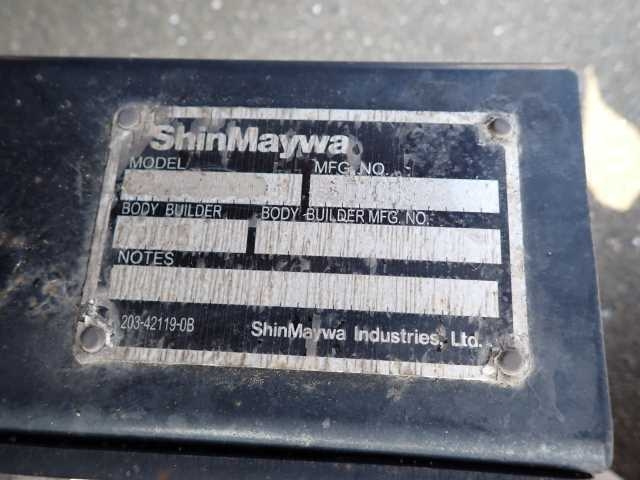 ShinMaywa
MODEL MFG. NO.
BODY BUILDER BODY BUILDER MFG. NO.
NOTES
203-42119-0B ShinMaywa Industries, Ltd.